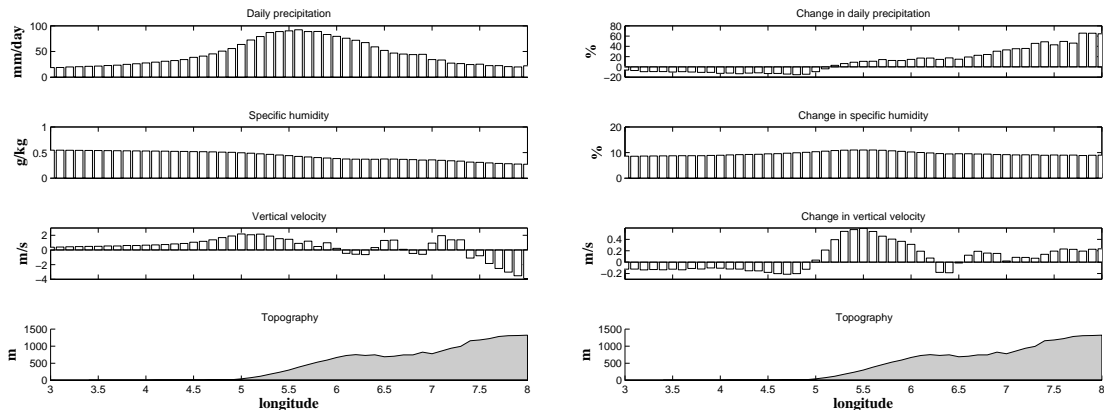 Daily precipitation
mm/day
100
50
0
Specific humidity
g/kg
1
0.5
0
Vertical velocity
m/s
2
0
−2
−4
Topography
m
1500
1000
500
0
3 3.5 4 4.5 5 5.5 6 6.5 7 7.5 8
longitude
Change in daily precipitation
%
80
60
40
20
0
−20
Change in specific humidity
%
20
10
0
Change in vertical velocity
m/s
0.4
0.2
0
−0.2
Topography
m
1500
1000
500
0
3 3.5 4 4.5 5 5.5 6 6.5 7 7.5 8
longitude